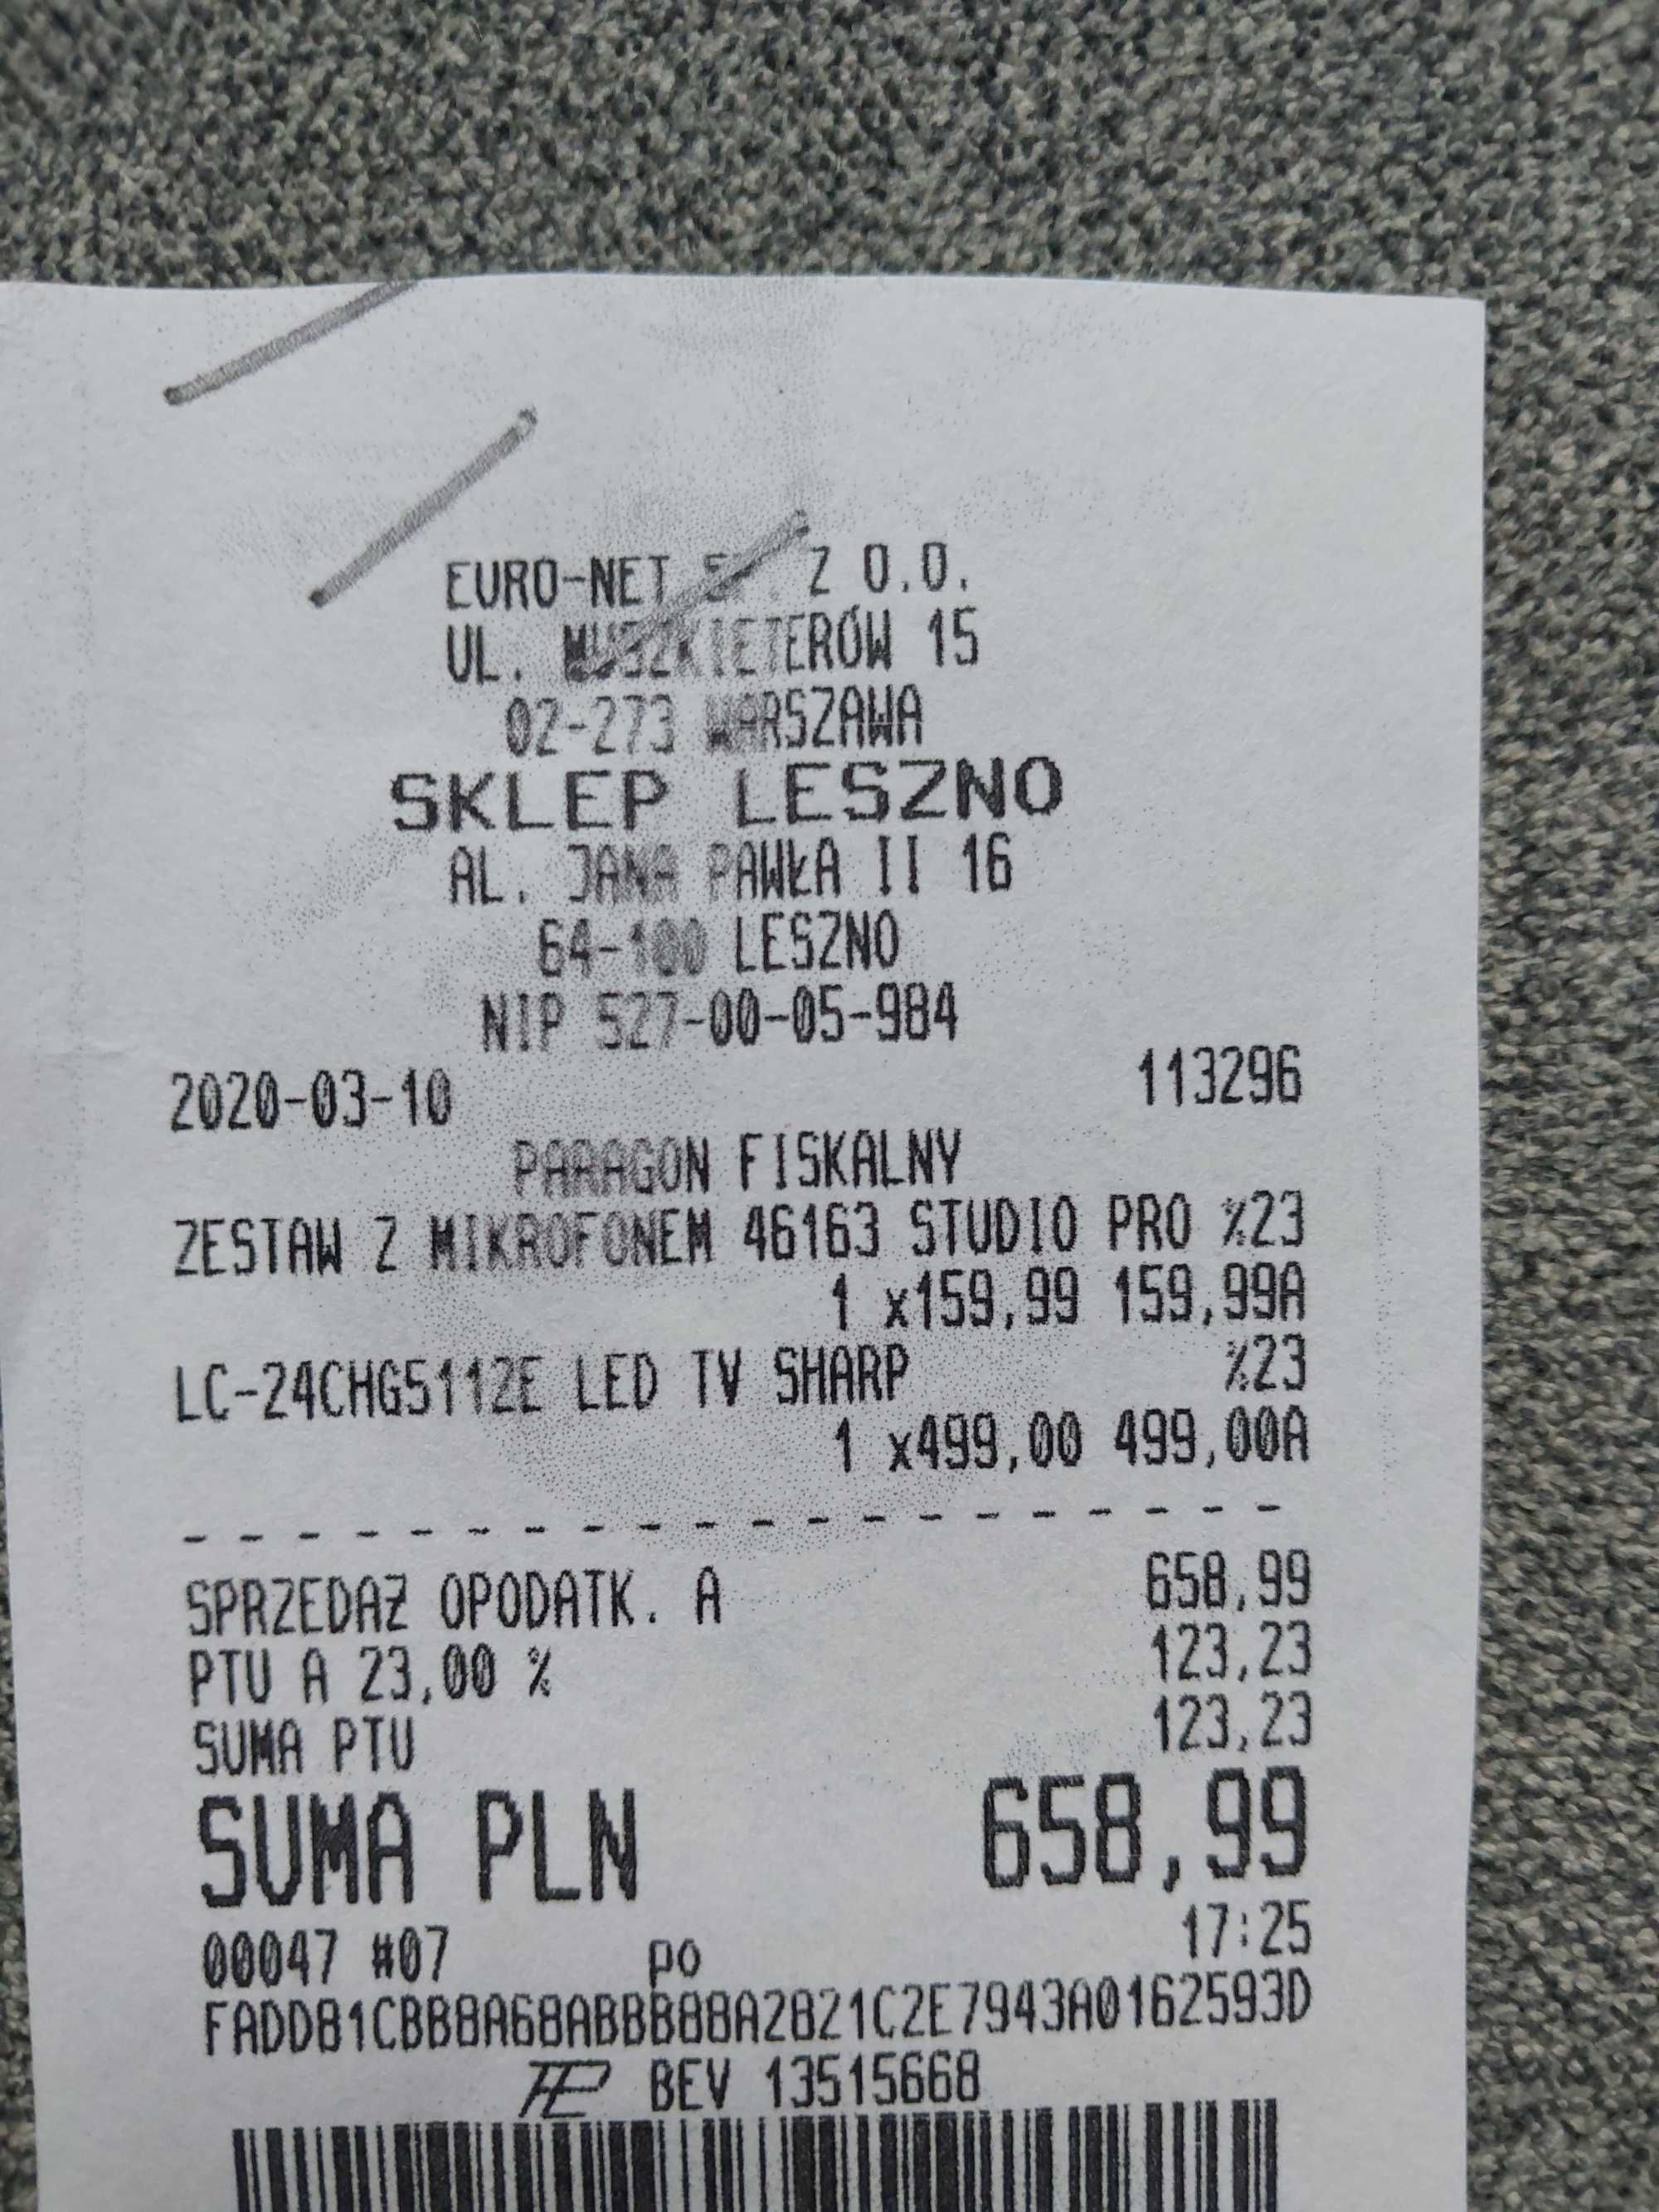 EURO-NET SP. Z O.O.
UL. MUSZKIETERÓW 15
02-273 WARSZAWA
SKLEP LESZNO
AL. JANA PAWŁA II 16
64-100 LESZNO
NIP 527-00-05-984
2020-03-10 113296
PARAGON FISKALNY
ZESTAW Z MIKROFONEM 46163 STUDIO PRO %23
1 x159,99 159,99A
LC-24CHG5112E LED TV SHARP %23
1 x499,00 499,00A
- - - - - - - - - - - - - - - - - - - -
SPRZEDAŻ OPODATK. A 658,99
PTU A 23,00 % 123,23
SUMA PTU 123,23
SUMA PLN 658,99
00047 #07 po 17:25
FADD81CBB8A68ABBB88A2821C2E7943A0162593D
BEV 13515668